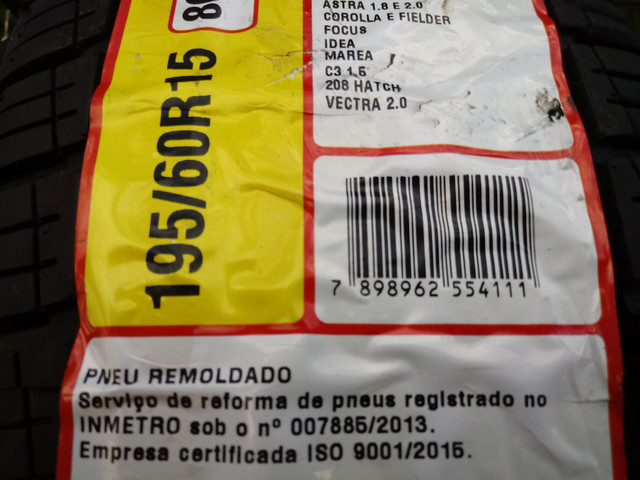 ASTRA 1.8 E 2.0
COROLLA E FIELDER
FOCUS
IDEA
MAREA
C3 1.6
208 HATCH
VECTRA 2.0
195/60R15
7 898962 554111
PNEU REMOLDADO
Serviço de reforma de pneus registrado no
INMETRO sob o nº 007885/2013.
Empresa certificada ISO 9001/2015.